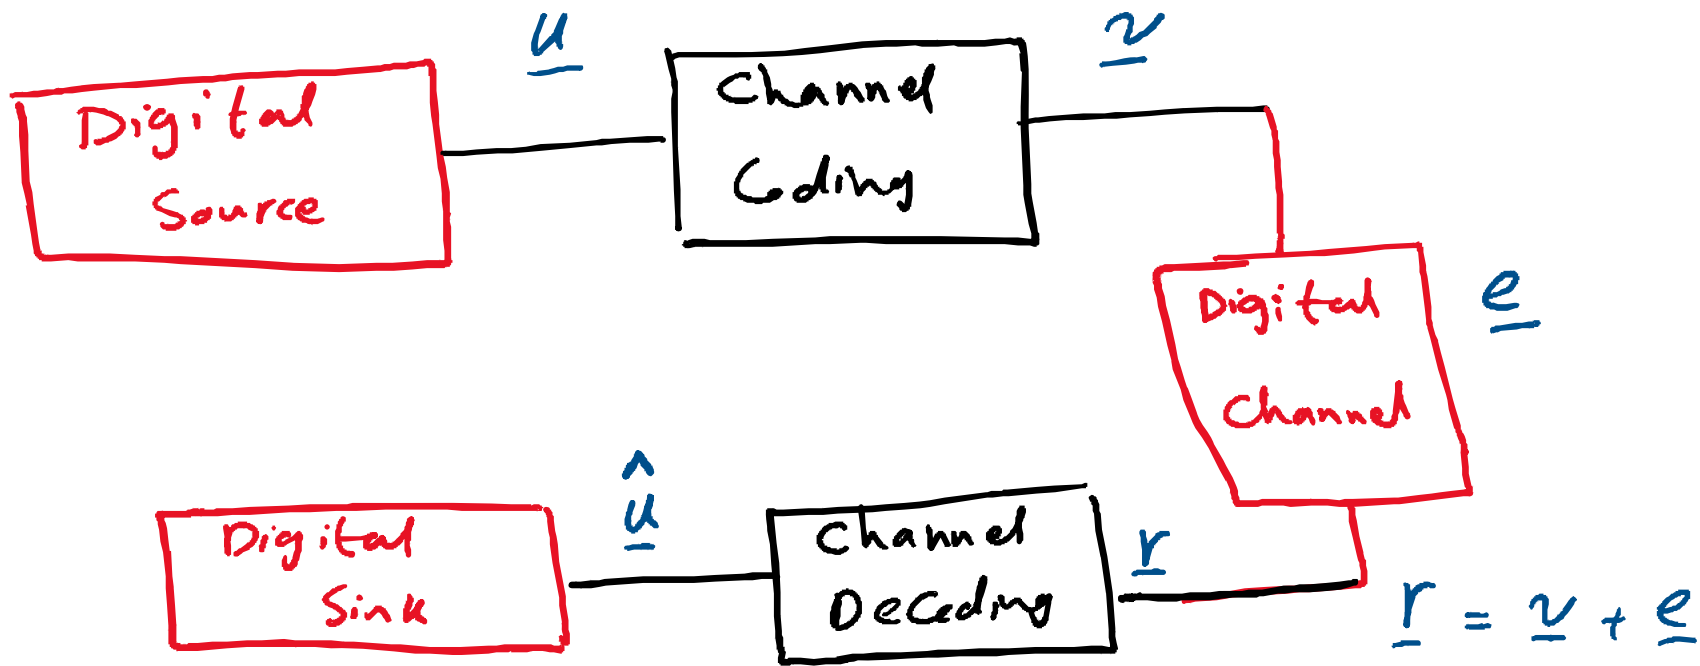 u
v
Digital
Source
Channel
Coding
Digital
Channel
e
Digital
Sink
û
Channel
Decoding
r
r = v + e